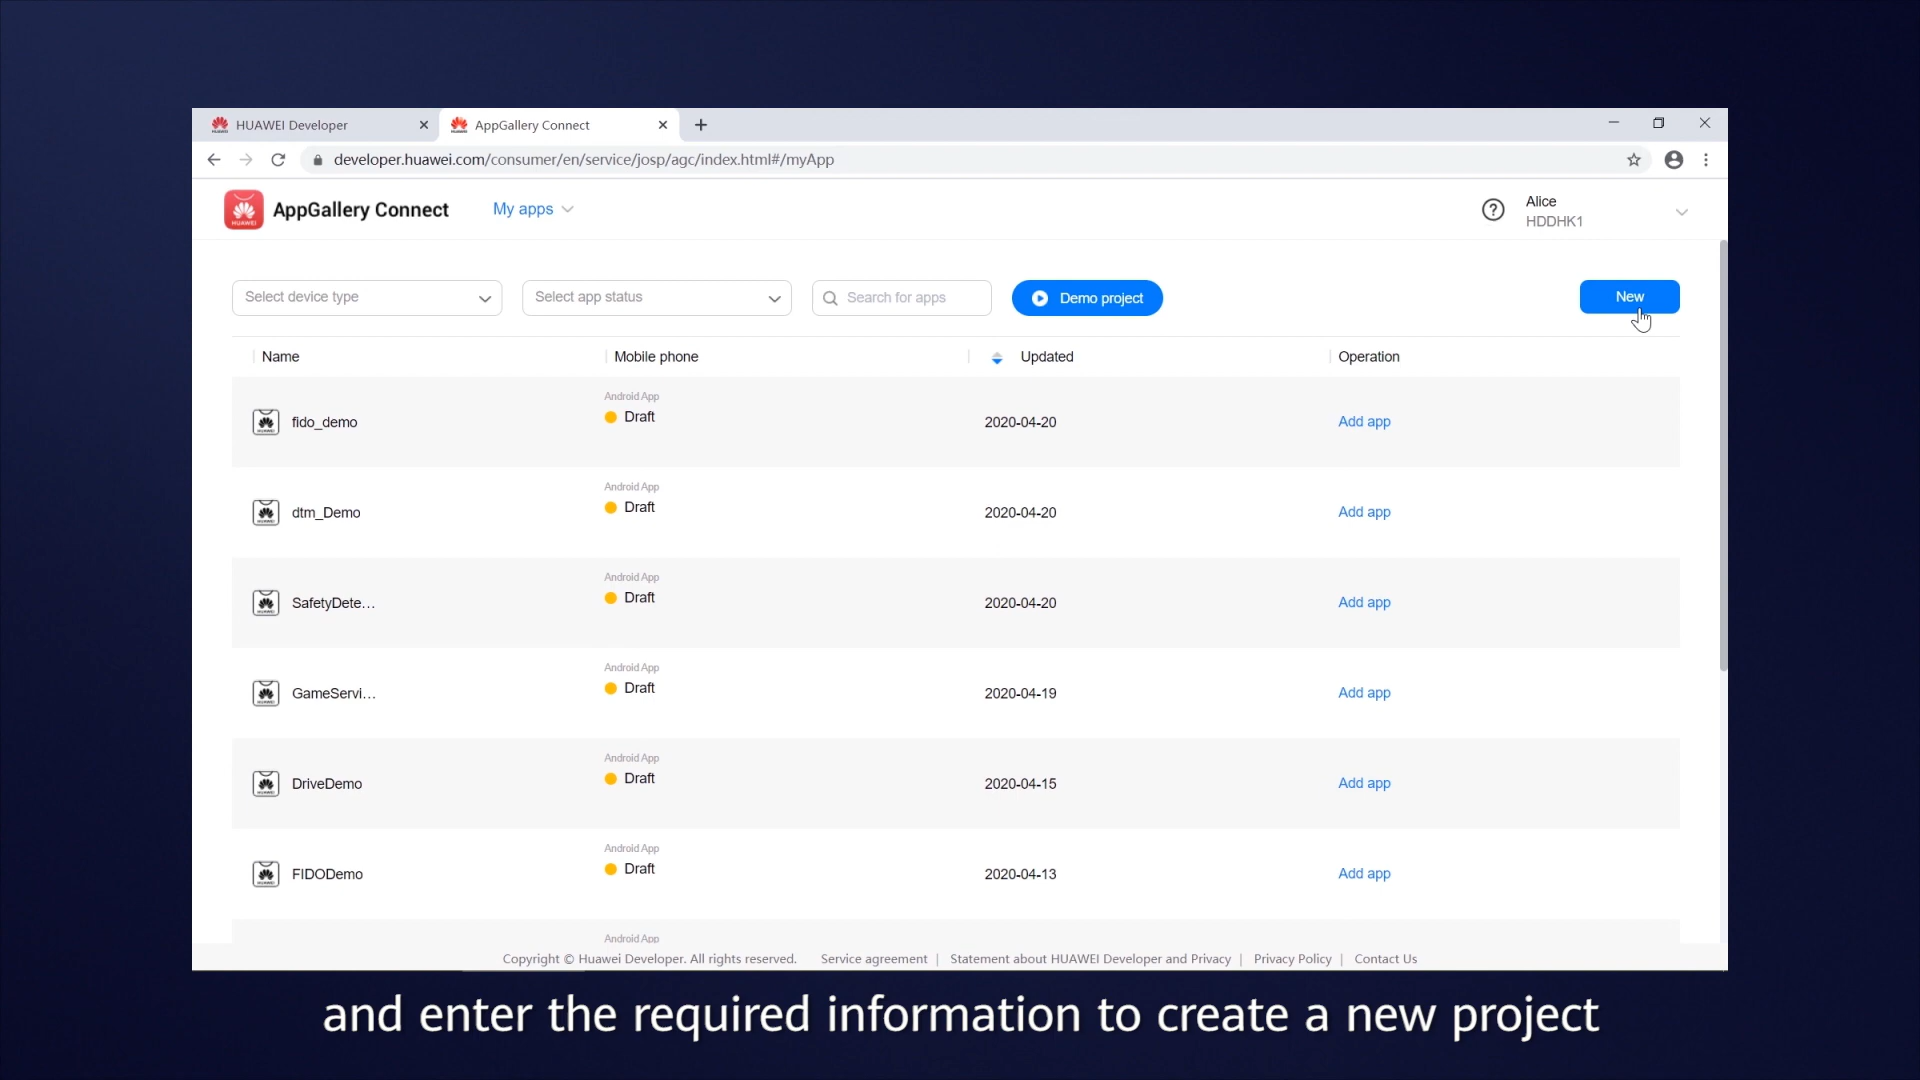 HUAWEI Developer
AppGallery Connect
developer.huawei.com/consumer/en/service/josp/agc/index.html#/myApp
HUAWEI
AppGallery Connect
My apps
Alice
HDDHK1
Select device type
Select app status
Search for apps
Demo project
New
Name
Mobile phone
Updated
Operation
Android App
fido_demo
Draft
2020-04-20
Add app
Android App
dtm_Demo
Draft
2020-04-20
Add app
Android App
SafetyDete...
Draft
2020-04-20
Add app
Android App
GameServi...
Draft
2020-04-19
Add app
Android App
DriveDemo
Draft
2020-04-15
Add app
Android App
FIDODemo
Draft
2020-04-13
Add app
Android App
Copyright © Huawei Developer. All rights reserved. Service agreement | Statement about HUAWEI Developer and Privacy | Privacy Policy | Contact Us
and enter the required information to create a new project